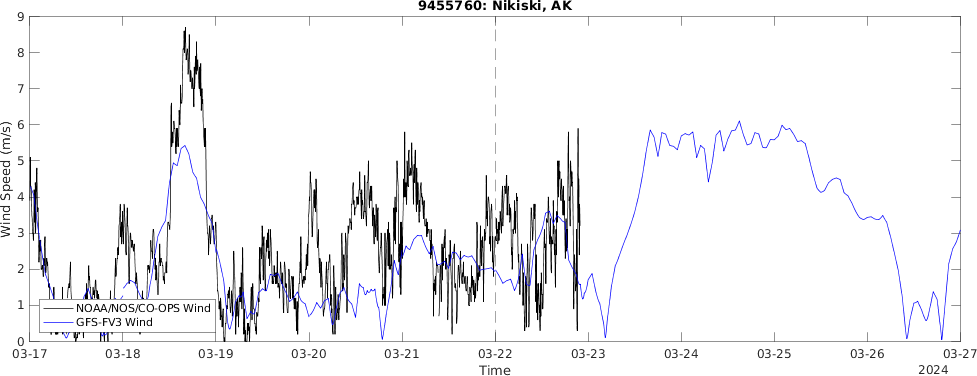 9455760: Nikiski, AK
Wind Speed (m/s)
9
8
7
6
5
4
3
2
1
0
NOAA/NOS/CO-OPS Wind
GFS-FV3 Wind
03-17 03-18 03-19 03-20 03-21 03-22 03-23 03-24 03-25 03-26 03-27
Time
2024